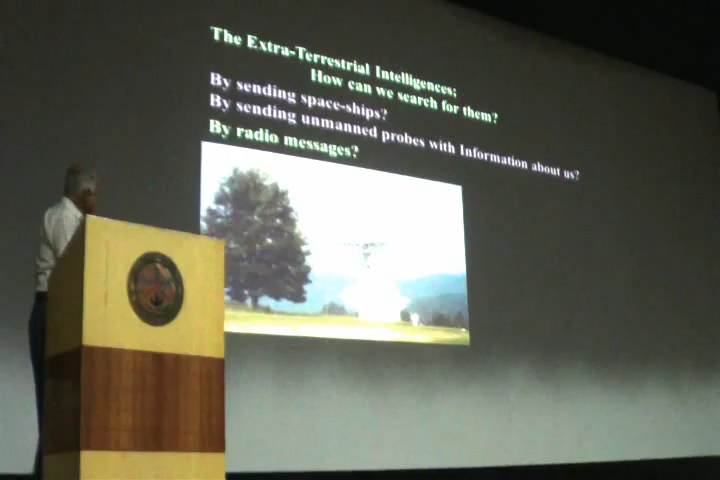 The Extra-Terrestrial Intelligences;
How can we search for them?
By sending space-ships?
By sending unmanned probes with Information about us?
By radio messages?